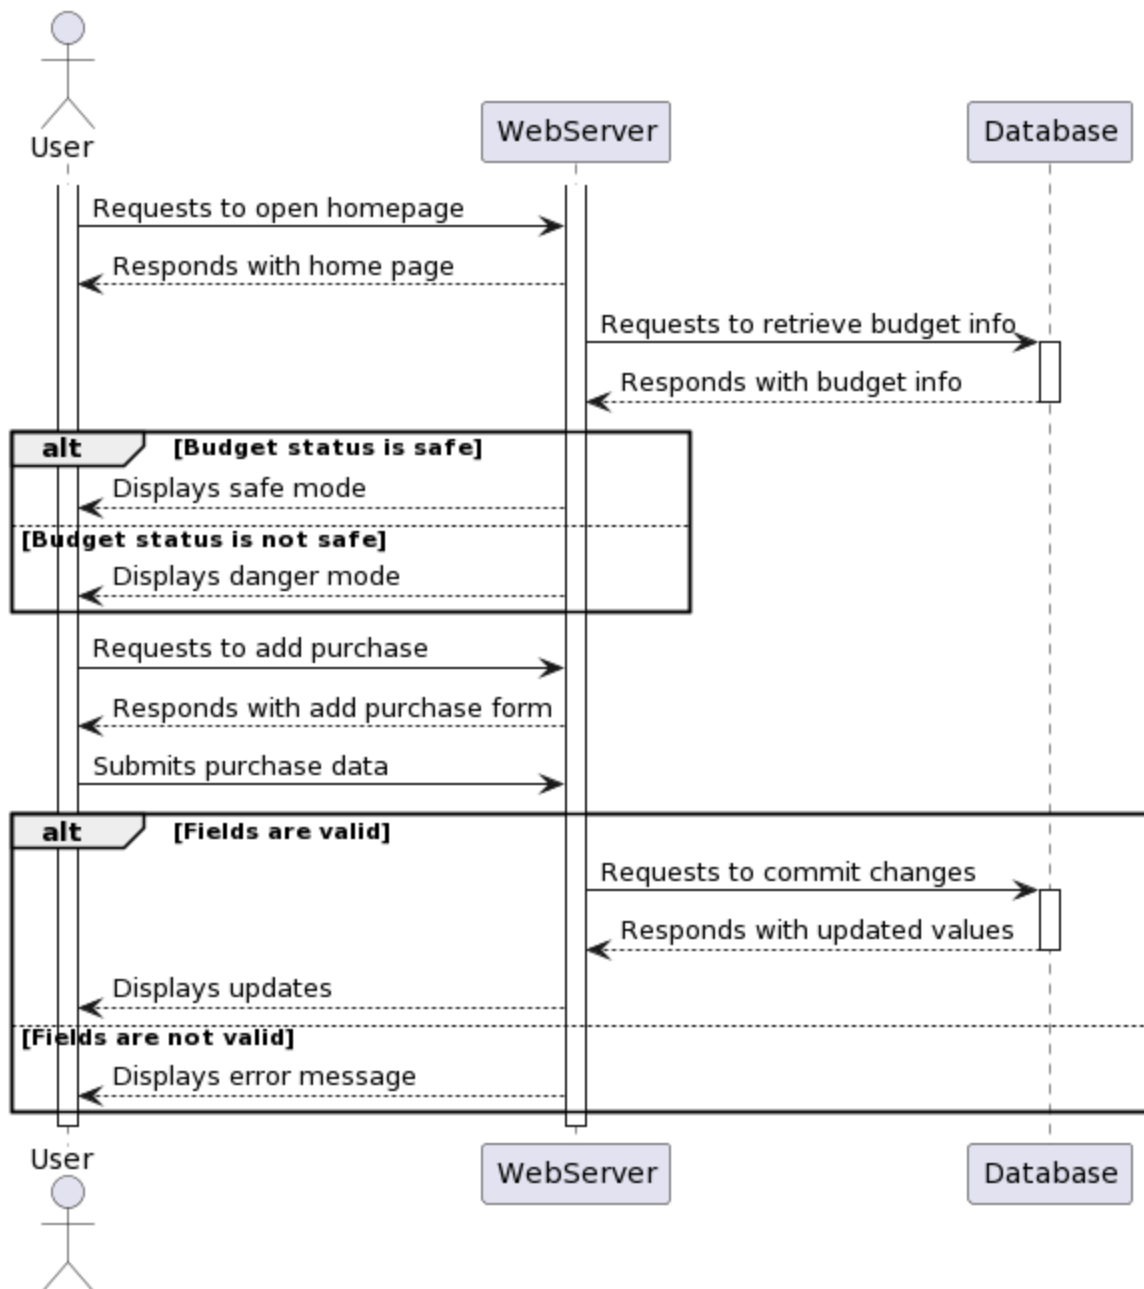 User
WebServer
Database
Requests to open homepage
Responds with home page
Requests to retrieve budget info
Responds with budget info
alt [Budget status is safe]
Displays safe mode
[Budget status is not safe]
Displays danger mode
Requests to add purchase
Responds with add purchase form
Submits purchase data
alt [Fields are valid]
Requests to commit changes
Responds with updated values
Displays updates
[Fields are not valid]
Displays error message
User
WebServer
Database